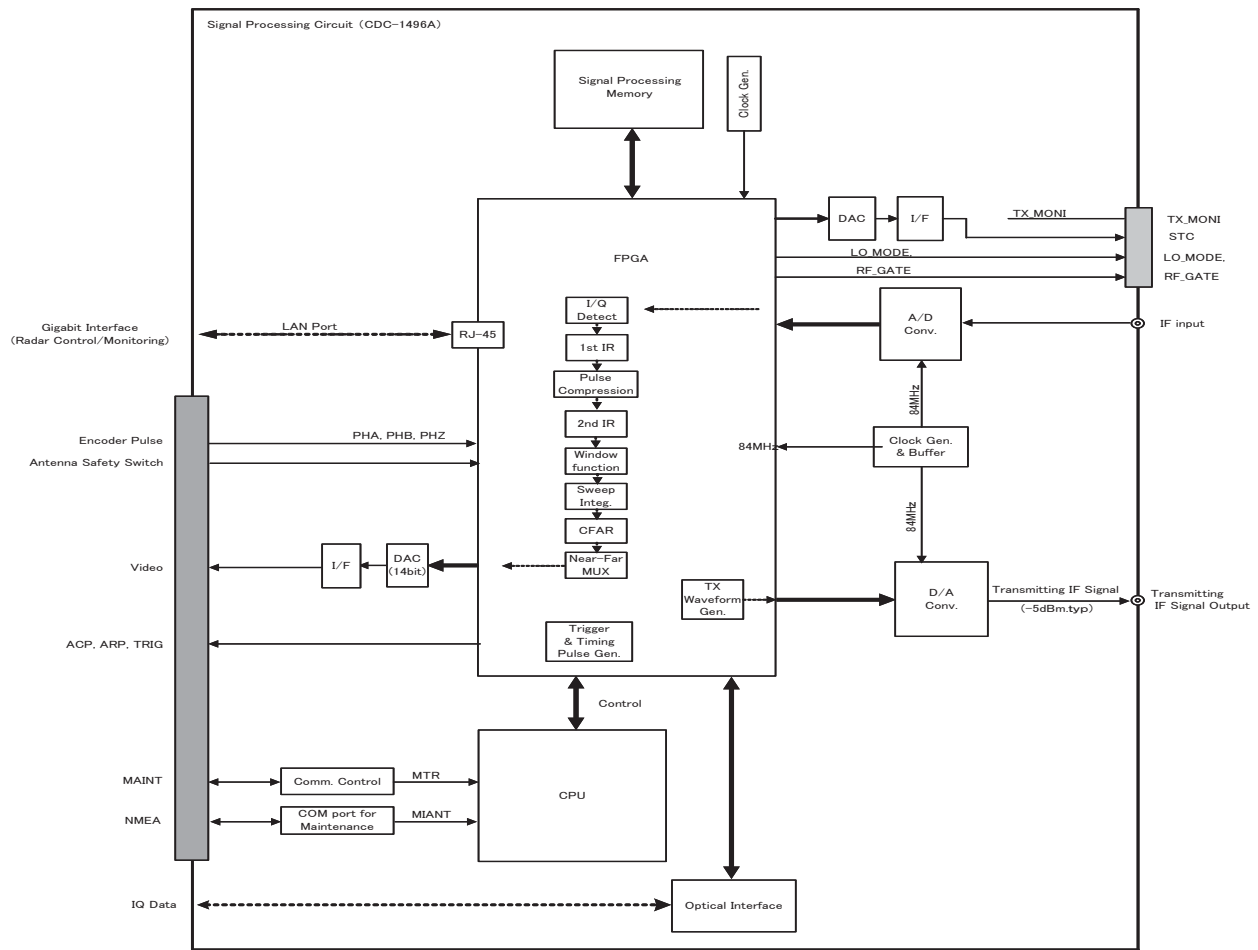 Signal Processing Circuit (CDC-1496A)
Signal Processing
Memory
Clock Gen.
FPGA
DAC
I/F
TX_MONI
TX_MONI
STC
LO_MODE,
LO_MODE,
RF_GATE
RF_GATE
I/Q
Detect
A/D
Conv.
IF input
Gigabit Interface
(Radar Control/Monitoring)
LAN Port
RJ-45
1st IR
Pulse
Compression
84MHz
2nd IR
Encoder Pulse
PHA, PHB, PHZ
84MHz
Clock Gen.
& Buffer
Antenna Safety Switch
Window
function
Sweep
Integ.
84MHz
CFAR
Video
I/F
DAC
(14bit)
Near-Far
MUX
TX
Waveform
Gen.
D/A
Conv.
Transmitting IF Signal
(-5dBm.typ)
Transmitting
IF Signal Output
ACP, ARP, TRIG
Trigger
& Timing
Pulse Gen.
Control
MAINT
Comm. Control
MTR
CPU
NMEA
COM port for
Maintenance
MIANT
IQ Data
Optical Interface